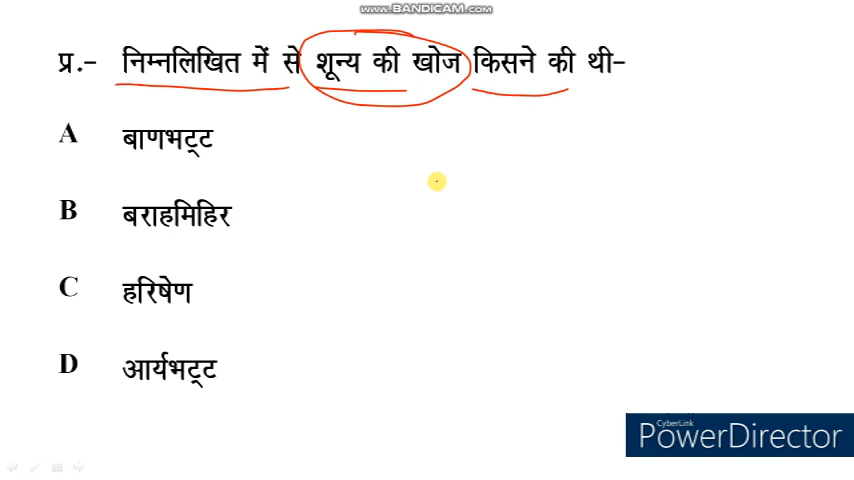 www.BANDICAM.com
प्र.- निम्नलिखित में से शून्य की खोज किसने की थी-
A बाणभट्‌ट
B बराहमिहिर
C हरिषेण
D आर्यभट्‌ट
CyberLink
PowerDirector